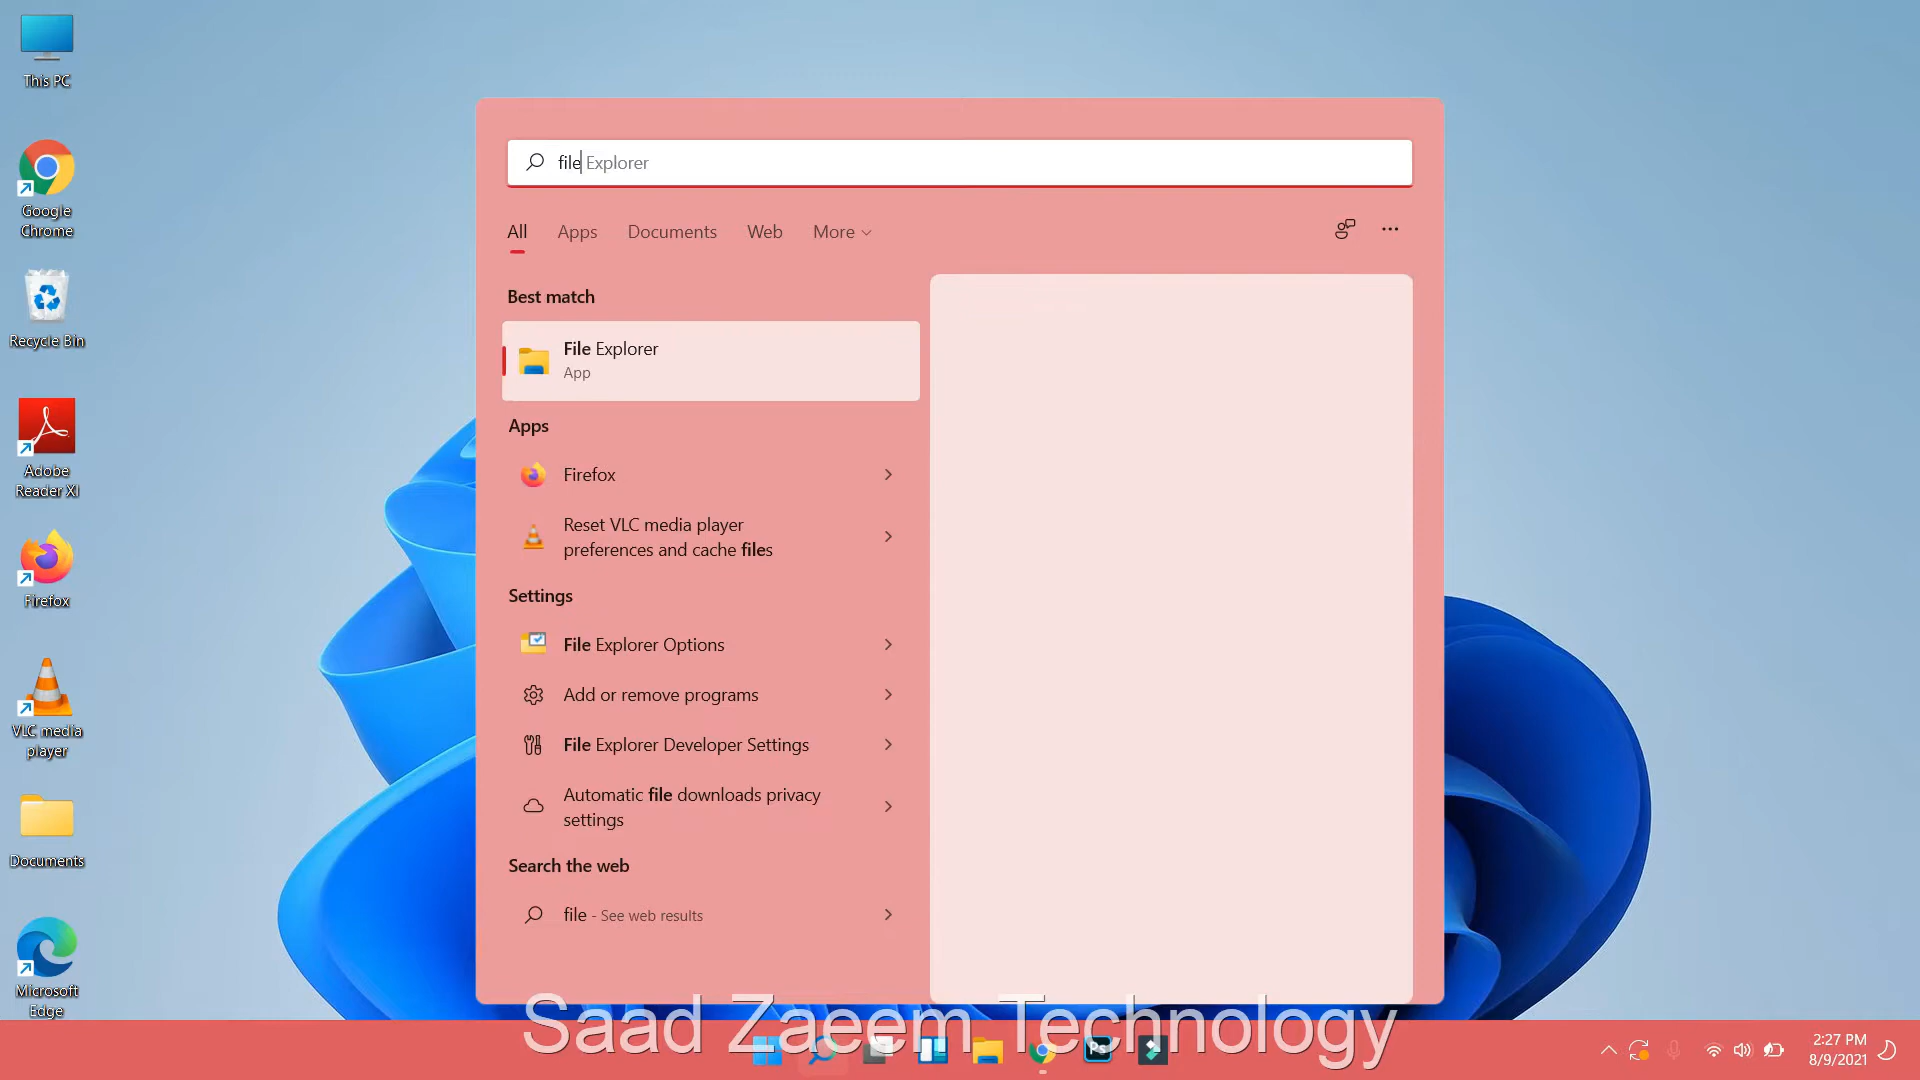 This PC
Google
Chrome
Recycle Bin
Adobe
Reader XI
Firefox
VLC media
player
Documents
Microsoft
Edge
file Explorer
All Apps Documents Web More
Best match
File Explorer
App
Apps
Firefox
Reset VLC media player
preferences and cache files
Settings
File Explorer Options
Add or remove programs
File Explorer Developer Settings
Automatic file downloads privacy
settings
Search the web
file - See web results
Saad Zaeem Technology
Ps
2:27 PM
8/9/2021